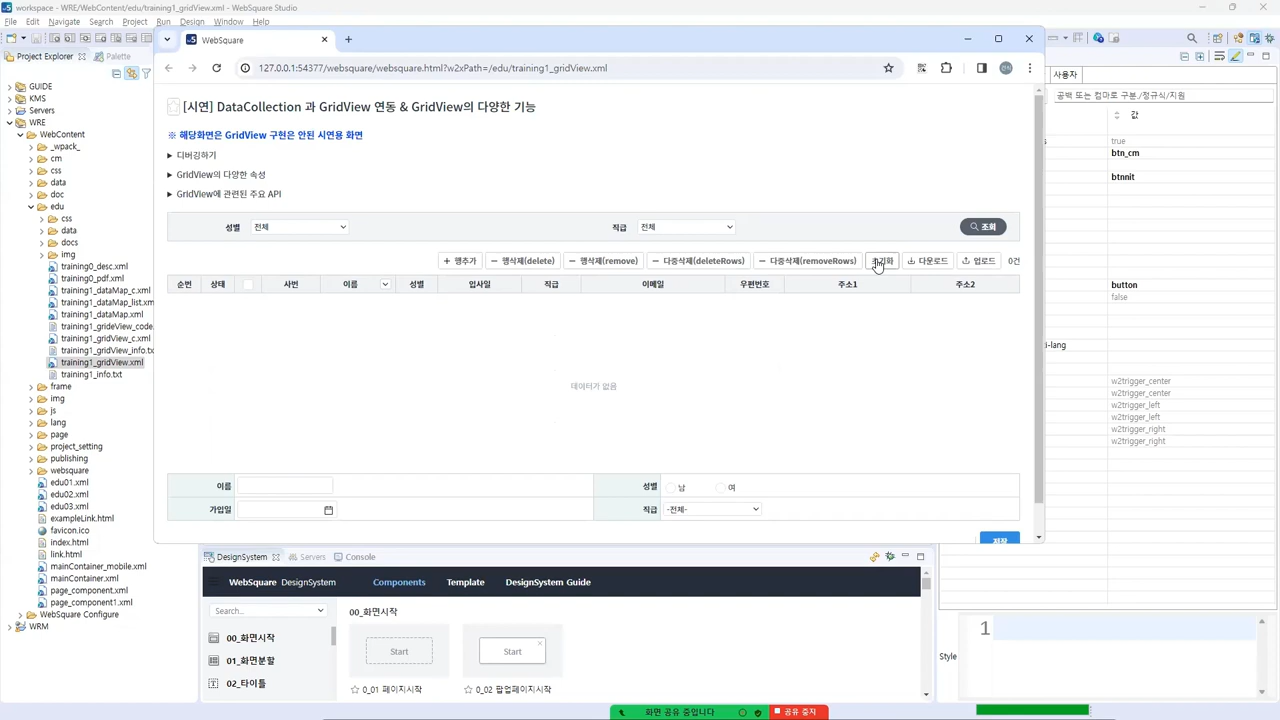 workspace - WRE/WebContent/edu/training1_gridView.xml - WebSquare Studio
File Edit Navigate Search Project Run Design Window Help
Project Explorer Palette
GUIDE
KMS
Servers
WRE
WebContent
_wpack_
cm
css
data
doc
edu
css
data
docs
img
training0_desc.xml
training0_pdf.xml
training1_dataMap_c.xml
training1_dataMap_list.xm
training1_dataMap.xml
training1_grideView_code.
training1_gridView_c.xml
training1_gridView_info.tx
training1_gridView.xml
training1_info.txt
frame
img
js
lang
page
project_setting
publishing
websquare
edu01.xml
edu02.xml
edu03.xml
exampleLink.html
favicon.ico
index.html
link.html
mainContainer_mobile.xml
mainContainer.xml
page_component.xml
page_component1.xml
WebSquare Configure
WRM
WebSquare
127.0.0.1:54377/websquare/websquare.html?w2xPath=/edu/training1_gridView.xml
[시연] DataCollection 과 GridView 연동 & GridView의 다양한 기능
※ 해당화면은 GridView 구현은 안된 시연용 화면
▶ 디버깅하기
▶ GridView의 다양한 속성
▶ GridView에 관련된 주요 API
성별 전체 직급 전체 조회
행추가 행삭제(delete) 행삭제(remove) 다중삭제(deleteRows) 다중삭제(removeRows) 다운로드 업로드 0건
순번 상태 사번 이름 성별 입사일 직급 이메일 우편번호 주소1 주소2
데이터가 없음
이름 성별 남 여
가입일 직급 -전체-
저장
사용자
공백 또는 컴마로 구분./정규식/지원
값
s true
btn_cm
btnnit
button
false
ri-lang
w2trigger_center
w2trigger_center
w2trigger_left
w2trigger_left
w2trigger_right
w2trigger_right
DesignSystem Servers Console
WebSquare DesignSystem Components Template DesignSystem Guide
Search...
00_화면시작
01_화면분할
02_타이틀
00_화면시작
Start Start
0_01 페이지시작 0_02 팝업페이지시작
1
Style
화면 공유 중입니다 공유 중지